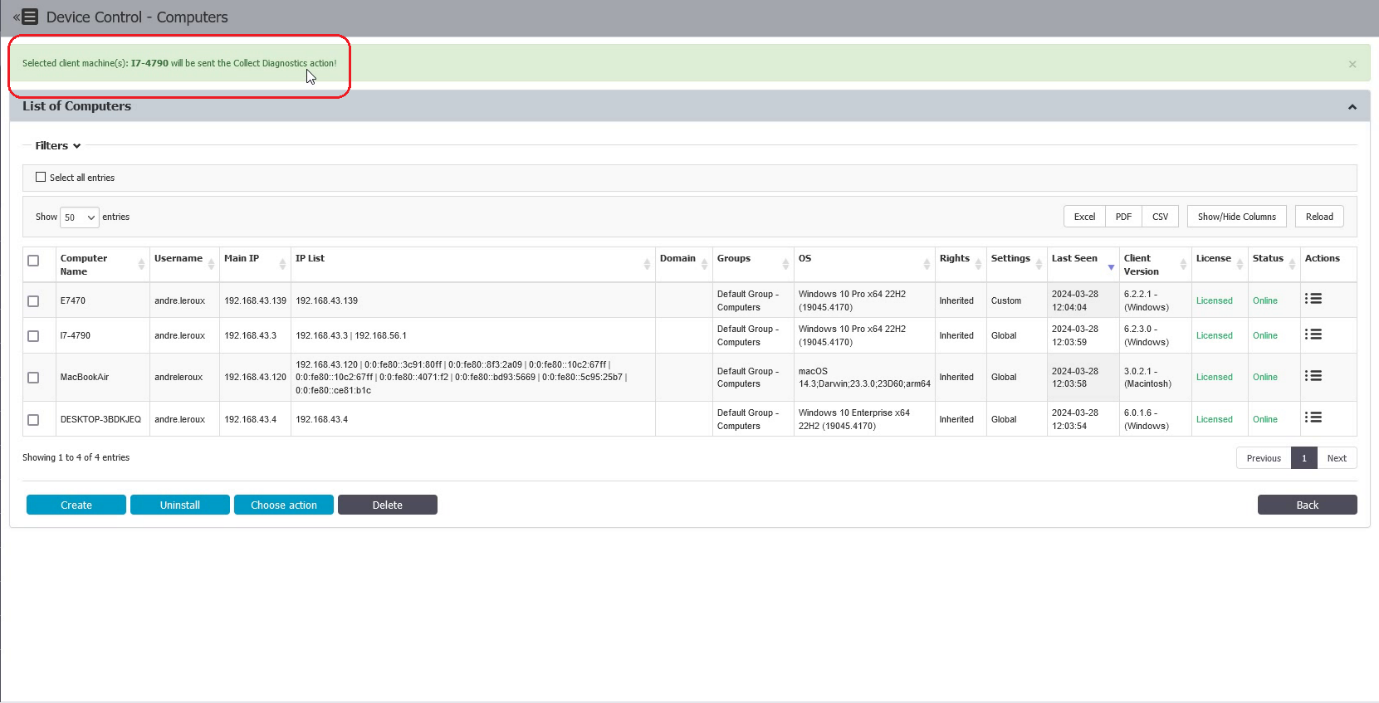 Device Control - Computers
Selected client machine(s): I7-4790 will be sent the Collect Diagnostics action!
×
List of Computers
Filters
Select all entries
Show 50 entries
Excel PDF CSV Show/Hide Columns Reload
Computer Name Username Main IP IP List Domain Groups OS Rights Settings Last Seen Client Version License Status Actions
E7470 andre.leroux 192.168.43.139 192.168.43.139 Default Group - Computers Windows 10 Pro x64 22H2 (19045.4170) Inherited Custom 2024-03-28 12:04:04 6.2.2.1 - (Windows) Licensed Online
I7-4790 andre.leroux 192.168.43.3 192.168.43.3 | 192.168.56.1 Default Group - Computers Windows 10 Pro x64 22H2 (19045.4170) Inherited Global 2024-03-28 12:03:59 6.2.3.0 - (Windows) Licensed Online
MacBookAir andreleroux 192.168.43.120 192.168.43.120 | 0:0:fe80::3c91:80ff | 0:0:fe80::8f3:2a09 | 0:0:fe80::10c2:67ff | 0:0:fe80::10c2:67ff | 0:0:fe80::4071:f2 | 0:0:fe80::bd93:5669 | 0:0:fe80::5c95:25b7 | 0:0:fe80::ce81:b1c Default Group - Computers macOS 14.3;Darwin;23.3.0;23D60;arm64 Inherited Global 2024-03-28 12:03:58 3.0.2.1 - (Macintosh) Licensed Online
DESKTOP-3BDKJEQ andre.leroux 192.168.43.4 192.168.43.4 Default Group - Computers Windows 10 Enterprise x64 22H2 (19045.4170) Inherited Global 2024-03-28 12:03:54 6.0.1.6 - (Windows) Licensed Online
Showing 1 to 4 of 4 entries
Previous 1 Next
Create Uninstall Choose action Delete Back